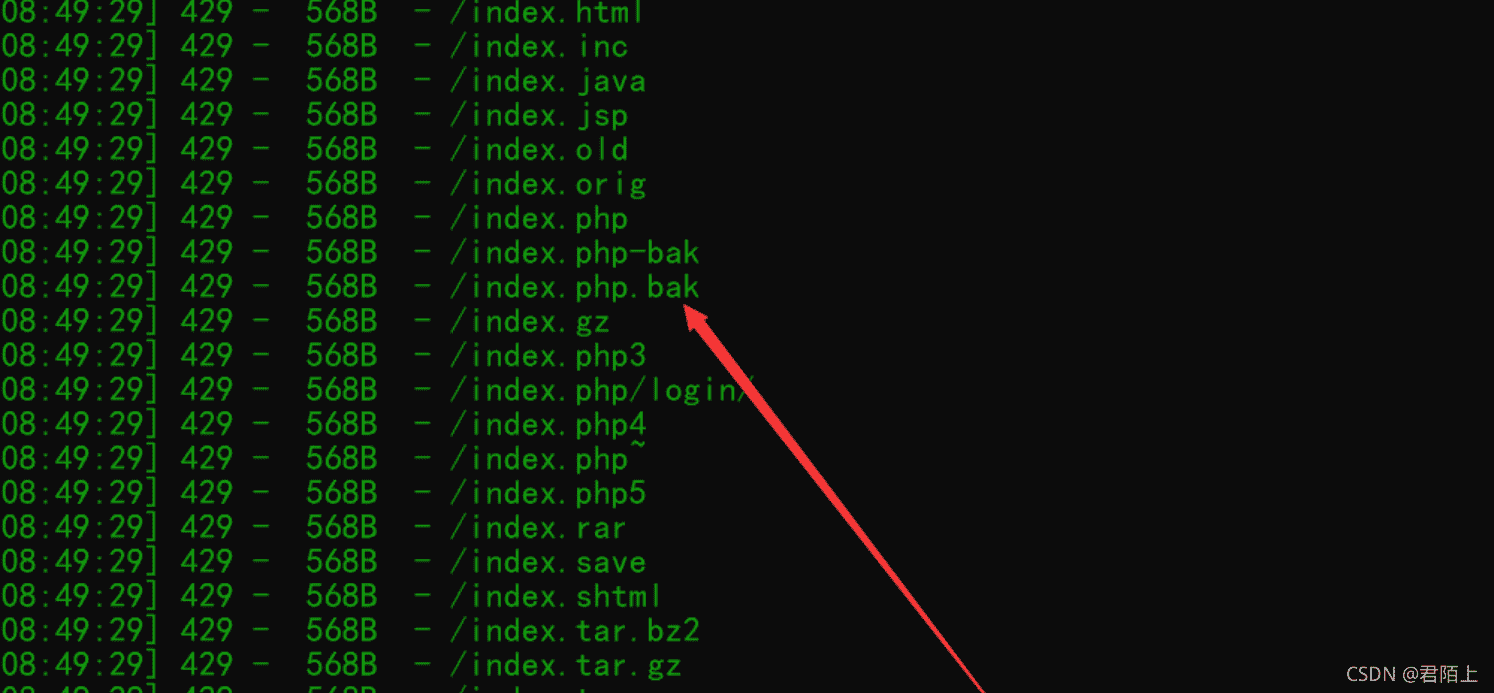 08:49:29] 429 -  568B  - /index.html
08:49:29] 429 -  568B  - /index.inc
08:49:29] 429 -  568B  - /index.java
08:49:29] 429 -  568B  - /index.jsp
08:49:29] 429 -  568B  - /index.old
08:49:29] 429 -  568B  - /index.orig
08:49:29] 429 -  568B  - /index.php
08:49:29] 429 -  568B  - /index.php-bak
08:49:29] 429 -  568B  - /index.php.bak
08:49:29] 429 -  568B  - /index.gz
08:49:29] 429 -  568B  - /index.php3
08:49:29] 429 -  568B  - /index.php/login/
08:49:29] 429 -  568B  - /index.php4
08:49:29] 429 -  568B  - /index.php~
08:49:29] 429 -  568B  - /index.php5
08:49:29] 429 -  568B  - /index.rar
08:49:29] 429 -  568B  - /index.save
08:49:29] 429 -  568B  - /index.shtml
08:49:29] 429 -  568B  - /index.tar.bz2
08:49:29] 429 -  568B  - /index.tar.gz
CSDN @君陌上